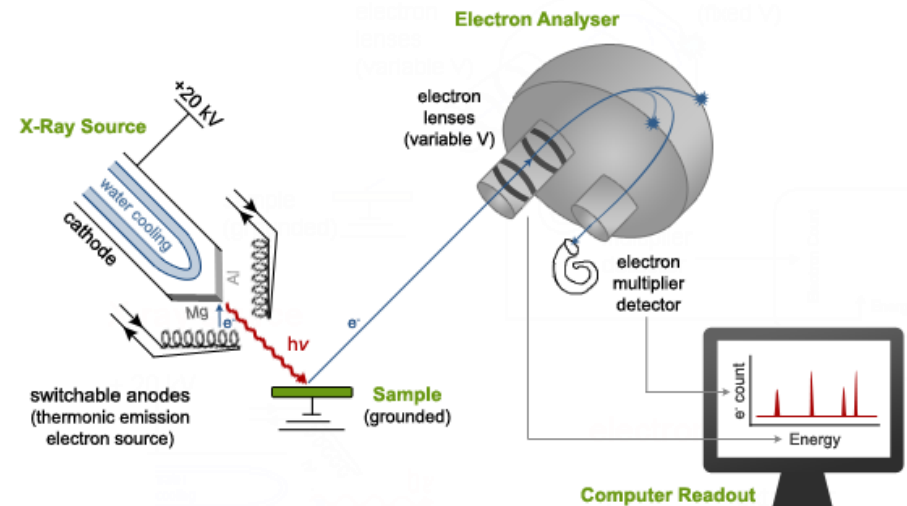 Electron Analyser
+20 kV
X-Ray Source
electron
lenses
(variable V)
water cooling
cathode
Al
Mg
e-
hν
e-
electron
multiplier
detector
switchable anodes
(thermonic emission
electron source)
Sample
(grounded)
e- count
Energy
Computer Readout